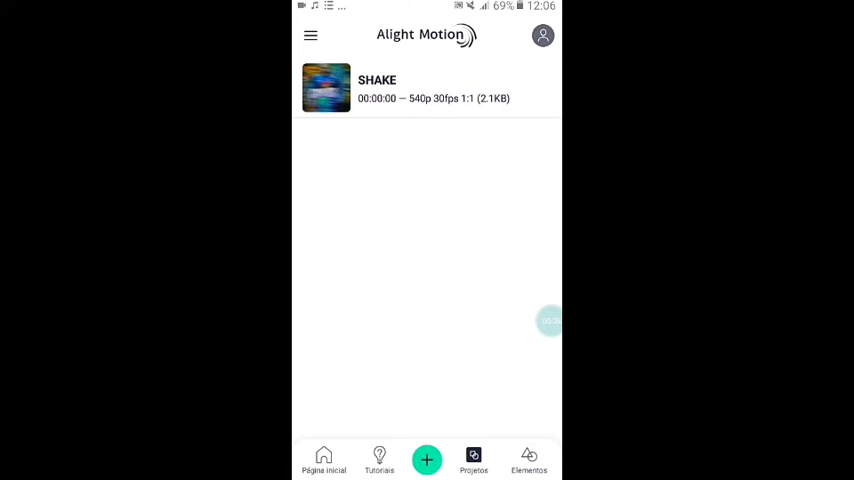 ... 69% 12:06
Alight Motion
SHAKE
00:00:00 — 540p 30fps 1:1 (2.1KB)
Página inicial
Tutoriais
Projetos
Elementos